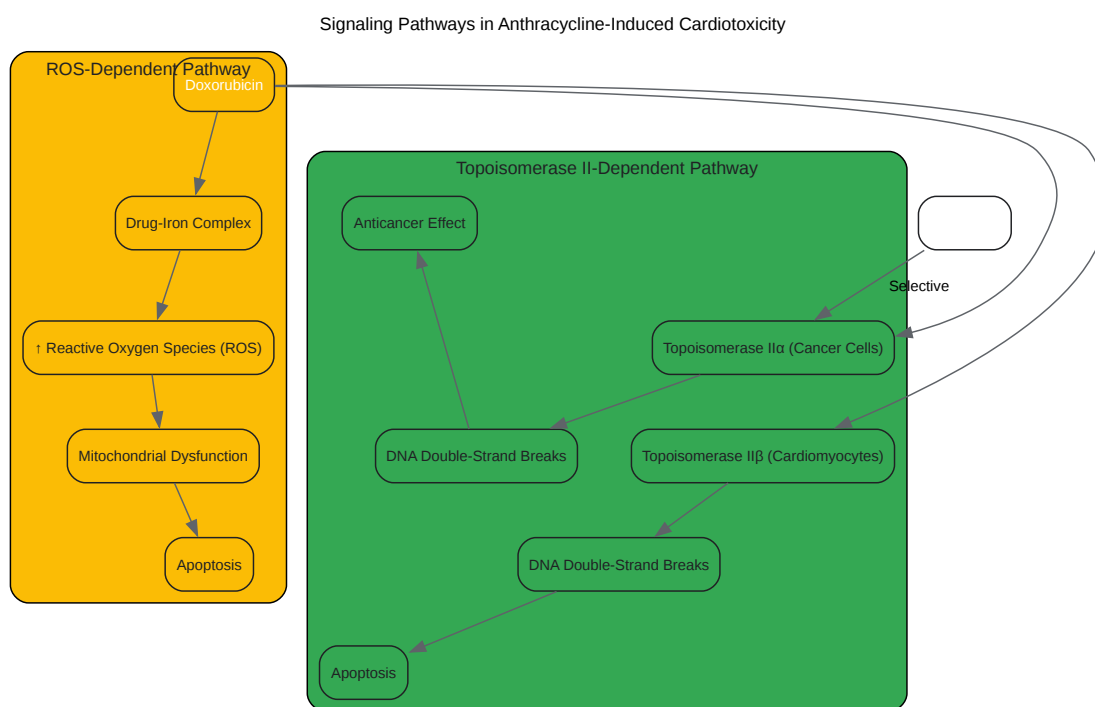 Signaling Pathways in Anthracycline-Induced Cardiotoxicity
ROS-Dependent Pathway
Doxorubicin
Drug-Iron Complex
↑ Reactive Oxygen Species (ROS)
Mitochondrial Dysfunction
Apoptosis
Topoisomerase II-Dependent Pathway
Anticancer Effect
Selective
Topoisomerase IIα (Cancer Cells)
DNA Double-Strand Breaks
Topoisomerase IIβ (Cardiomyocytes)
DNA Double-Strand Breaks
Apoptosis